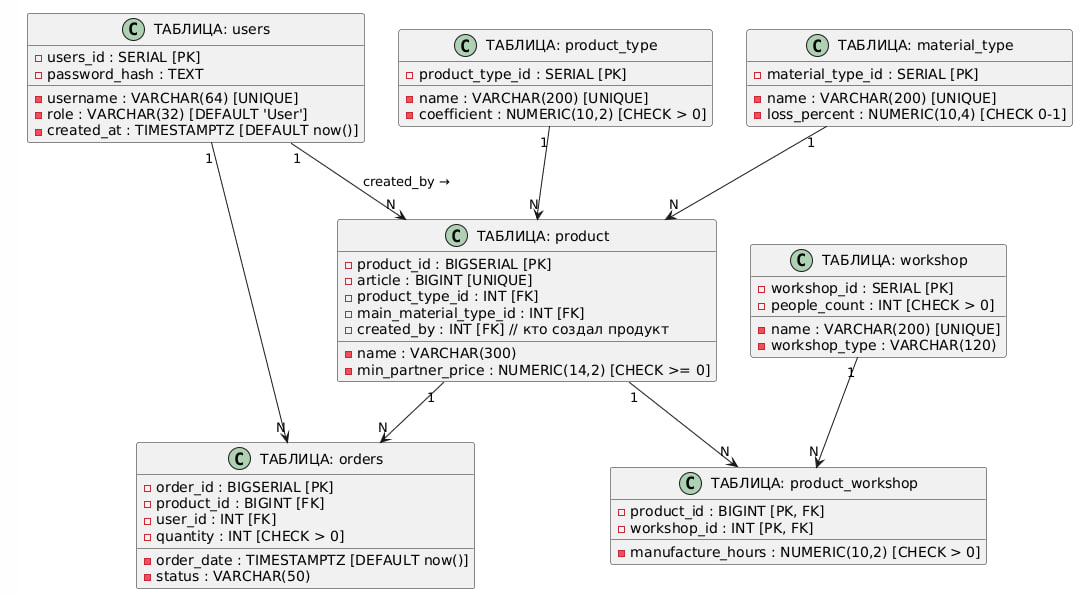 C ТАБЛИЦА: users
users_id : SERIAL [PK]
password_hash : TEXT
username : VARCHAR(64) [UNIQUE]
role : VARCHAR(32) [DEFAULT 'User']
created_at : TIMESTAMPTZ [DEFAULT now()]
C ТАБЛИЦА: product_type
product_type_id : SERIAL [PK]
name : VARCHAR(200) [UNIQUE]
coefficient : NUMERIC(10,2) [CHECK > 0]
C ТАБЛИЦА: material_type
material_type_id : SERIAL [PK]
name : VARCHAR(200) [UNIQUE]
loss_percent : NUMERIC(10,4) [CHECK 0-1]
1
1
1
1
created_by →
N
N
N
C ТАБЛИЦА: product
product_id : BIGSERIAL [PK]
article : BIGINT [UNIQUE]
product_type_id : INT [FK]
main_material_type_id : INT [FK]
created_by : INT [FK] // кто создал продукт
name : VARCHAR(300)
min_partner_price : NUMERIC(14,2) [CHECK >= 0]
C ТАБЛИЦА: workshop
workshop_id : SERIAL [PK]
people_count : INT [CHECK > 0]
name : VARCHAR(200) [UNIQUE]
workshop_type : VARCHAR(120)
1
1
1
N
N
N
N
C ТАБЛИЦА: orders
order_id : BIGSERIAL [PK]
product_id : BIGINT [FK]
user_id : INT [FK]
quantity : INT [CHECK > 0]
order_date : TIMESTAMPTZ [DEFAULT now()]
status : VARCHAR(50)
C ТАБЛИЦА: product_workshop
product_id : BIGINT [PK, FK]
workshop_id : INT [PK, FK]
manufacture_hours : NUMERIC(10,2) [CHECK > 0]